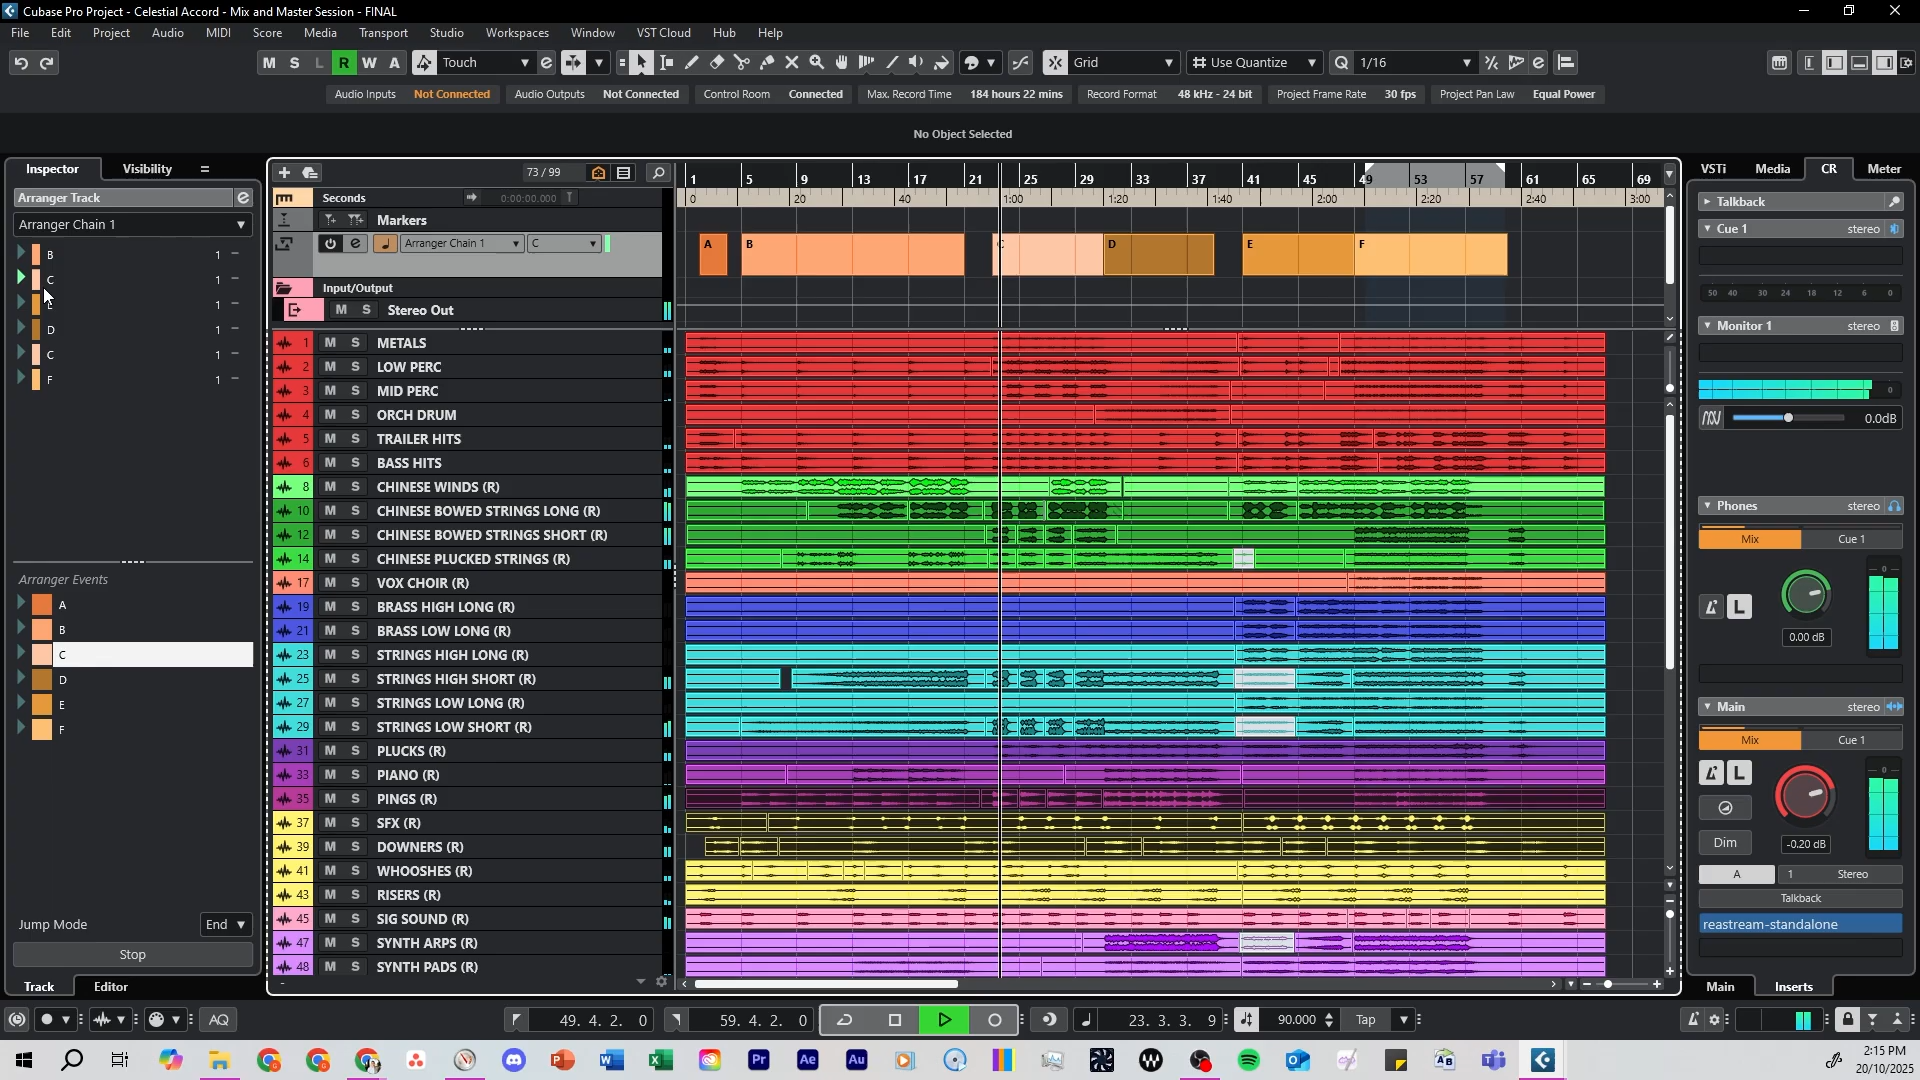 Cubase Pro Project - Celestial Accord - Mix and Master Session - FINAL
File Edit Project Audio MIDI Score Media Transport Studio Workspaces Window VST Cloud Hub Help
M S L R W A Touch Grid Use Quantize 1/16
Audio Inputs Not Connected Audio Outputs Not Connected Control Room Connected Max. Record Time 184 hours 22 mins Record Format 48 kHz - 24 bit Project Frame Rate 30 fps Project Pan Law Equal Power
No Object Selected
Inspector Visibility
Arranger Track
Arranger Chain 1
B 1
C 1
1
D 1
C 1
F 1
Arranger Events
A
B
C
D
E
F
Jump Mode End
Stop
Track Editor
73 / 99
1 5 9 13 17 21 25 29 33 37 41 45 49 53 57 61 65 69
Seconds 0:00:00.000
0 20 40 1:00 1:20 1:40 2:00 2:20 2:40 3:00
Markers
Arranger Chain 1 C
A B C D E F
Input/Output
M S Stereo Out
1 M S METALS
2 M S LOW PERC
3 M S MID PERC
4 M S ORCH DRUM
5 M S TRAILER HITS
6 M S BASS HITS
8 M S CHINESE WINDS (R)
10 M S CHINESE BOWED STRINGS LONG (R)
12 M S CHINESE BOWED STRINGS SHORT (R)
14 M S CHINESE PLUCKED STRINGS (R)
17 M S VOX CHOIR (R)
19 M S BRASS HIGH LONG (R)
21 M S BRASS LOW LONG (R)
23 M S STRINGS HIGH LONG (R)
25 M S STRINGS HIGH SHORT (R)
27 M S STRINGS LOW LONG (R)
29 M S STRINGS LOW SHORT (R)
31 M S PLUCKS (R)
33 M S PIANO (R)
35 M S PINGS (R)
37 M S SFX (R)
39 M S DOWNERS (R)
41 M S WHOOSHES (R)
43 M S RISERS (R)
45 M S SIG SOUND (R)
47 M S SYNTH ARPS (R)
48 M S SYNTH PADS (R)
VSTi Media CR Meter
Talkback
Cue 1 stereo
50 40 30 24 18 12 6 0
Monitor 1 stereo
0
0.0dB
Phones stereo
Mix Cue 1
0
L
0.00 dB
Main stereo
Mix Cue 1
0
L
Dim -0.20 dB
A 1 Stereo
Talkback
reastream-standalone
Main Inserts
AQ 49. 4. 2. 0 59. 4. 2. 0 23. 3. 3. 9 90.000 Tap
2:15 PM
20/10/2025